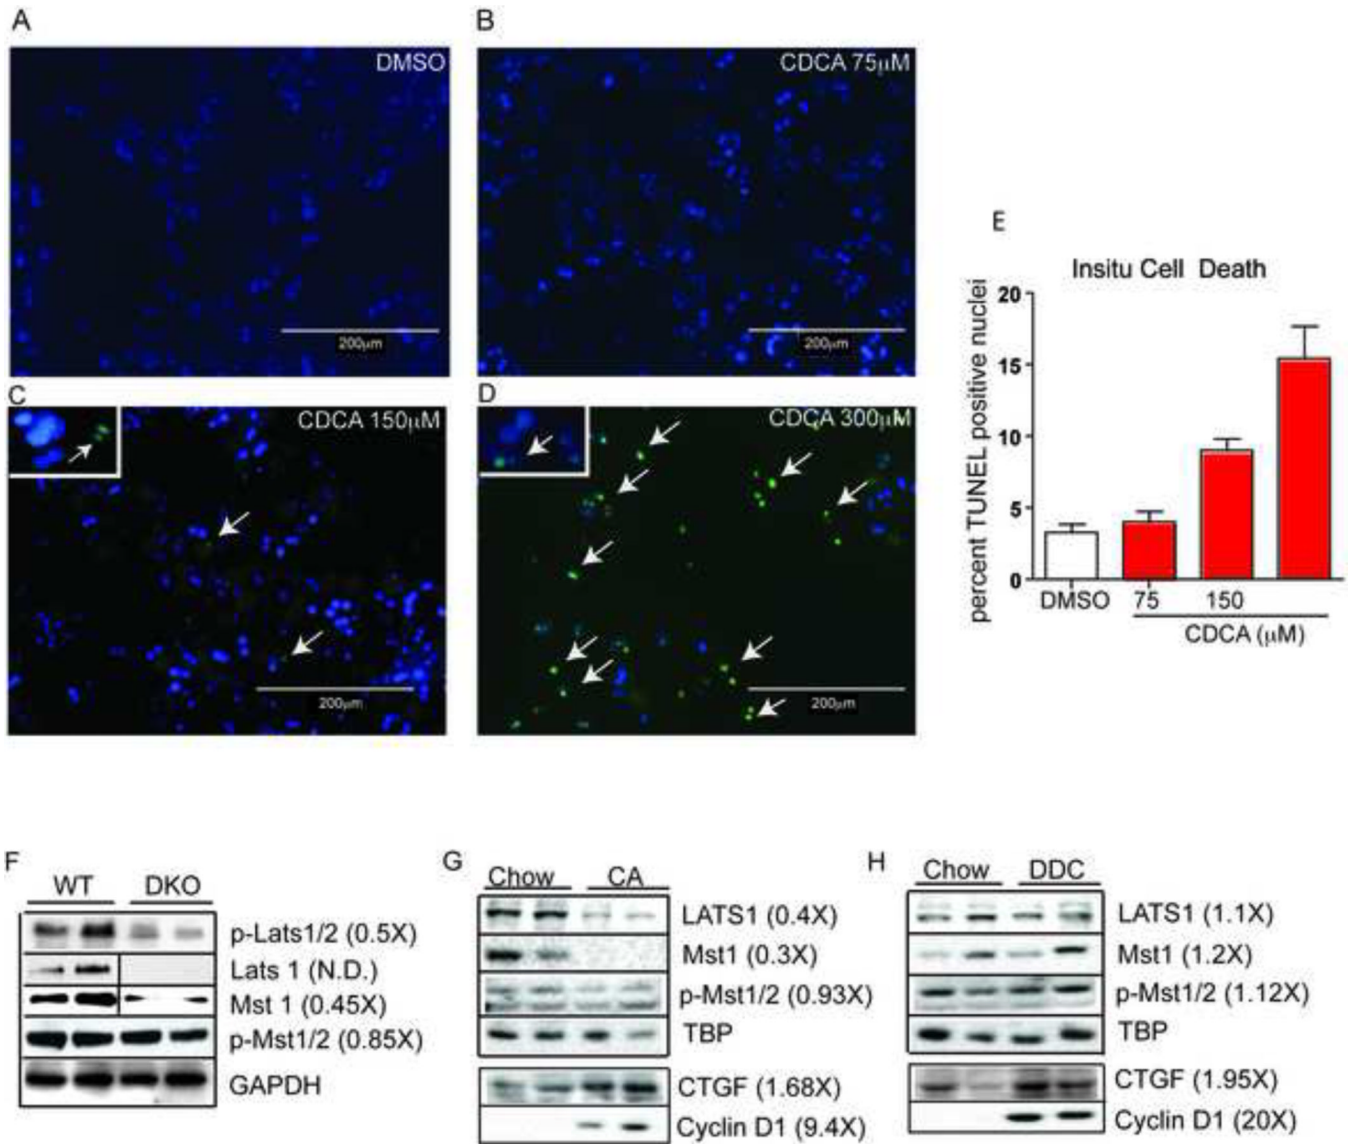 A
DMSO
200μm
B
CDCA 75μM
200μm
C
CDCA 150μM
200μm
D
CDCA 300μM
200μm
E
Insitu Cell Death
percent TUNEL positive nuclei
20
15
10
5
0
DMSO 75 150
CDCA (μM)
F
WT DKO
p-Lats1/2 (0.5X)
Lats 1 (N.D.)
Mst 1 (0.45X)
p-Mst1/2 (0.85X)
GAPDH
G
Chow CA
LATS1 (0.4X)
Mst1 (0.3X)
p-Mst1/2 (0.93X)
TBP
CTGF (1.68X)
Cyclin D1 (9.4X)
H
Chow DDC
LATS1 (1.1X)
Mst1 (1.2X)
p-Mst1/2 (1.12X)
TBP
CTGF (1.95X)
Cyclin D1 (20X)